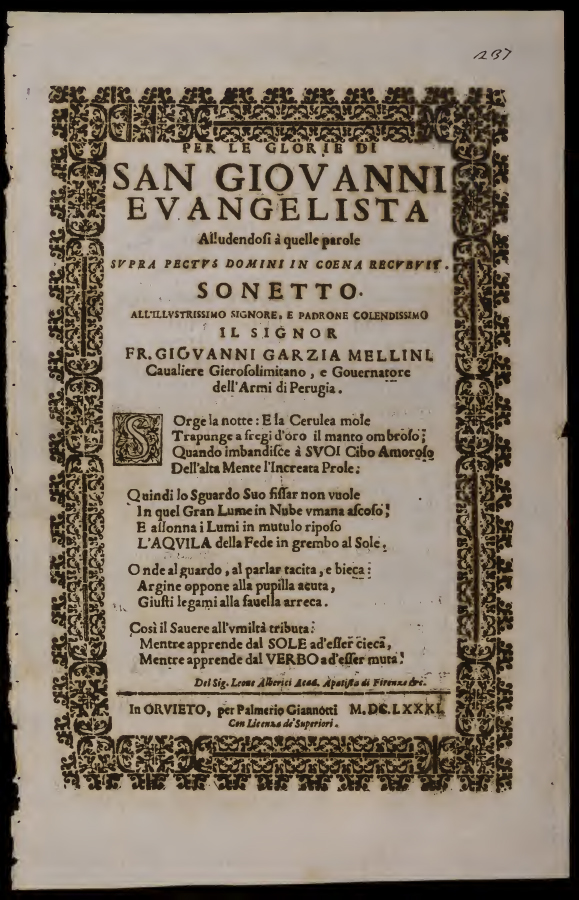 137
PER LE GLORIE DI
SAN GIOVANNI
EVANGELISTA
Alludendoſi à quelle parole
SVPRA PECTVS DOMINI IN COENA RECVBVIT.
SONETTO.
ALL'ILLVSTRISSIMO SIGNORE, E PADRONE COLENDISSIMO
IL SIGNOR
FR. GIOVANNI GARZIA MELLINI,
Caualiere Gieroſolimitano, e Gouernatore
dell'Armi di Perugia.
SOrge la notte: E la Cerulea mole
Trapunge a fregi d'oro il manto ombroſo;
Quando imbandiſce à SVOI Cibo Amoroſo
Dell'alta Mente l'Increata Prole;
Quindi lo Sguardo Suo fiſſar non vuole
In quel Gran Lume in Nube vmana aſcoſo;
E aſſonna i Lumi in mutulo ripoſo
L'AQVILA della Fede in grembo al Sole.
Onde al guardo, al parlar tacita, e bieca:
Argine oppone alla pupilla acuta,
Giuſti legami alla fauella arreca.
Così il Sauere all'vmiltà tributa:
Mentre apprende dal SOLE ad'eſſer cieca,
Mentre apprende dal VERBO ad'eſſer muta!
Del Sig. Leone Alberici Acad. Apatiſta di Firenze &c.
In ORVIETO, per Palmerio Giannotti M.DC.LXXXI.
Con Licenza de' Superiori.